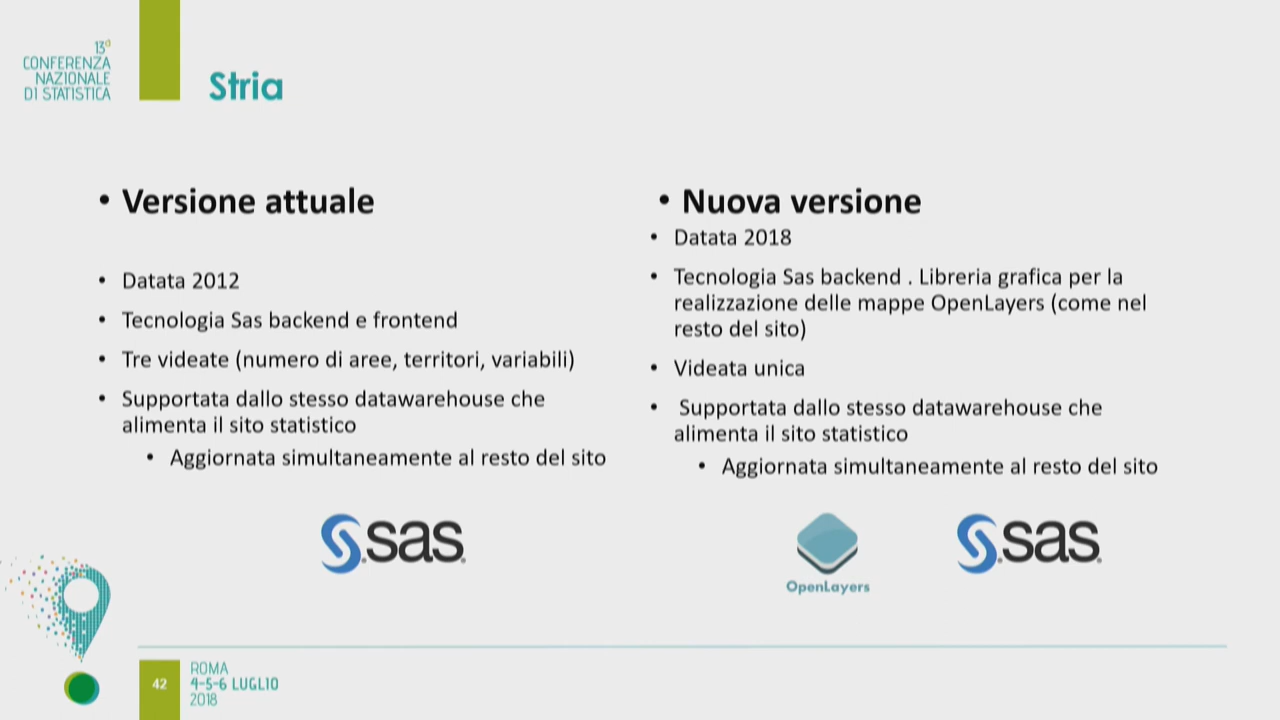 13ª
CONFERENZA
NAZIONALE
DI STATISTICA
Stria
• Versione attuale
• Datata 2012
• Tecnologia Sas backend e frontend
• Tre videate (numero di aree, territori, variabili)
• Supportata dallo stesso datawarehouse che
alimenta il sito statistico
• Aggiornata simultaneamente al resto del sito
sas
• Nuova versione
• Datata 2018
• Tecnologia Sas backend . Libreria grafica per la
realizzazione delle mappe OpenLayers (come nel
resto del sito)
• Videata unica
• Supportata dallo stesso datawarehouse che
alimenta il sito statistico
• Aggiornata simultaneamente al resto del sito
OpenLayers
sas
42
ROMA
4-5-6 LUGLIO
2018